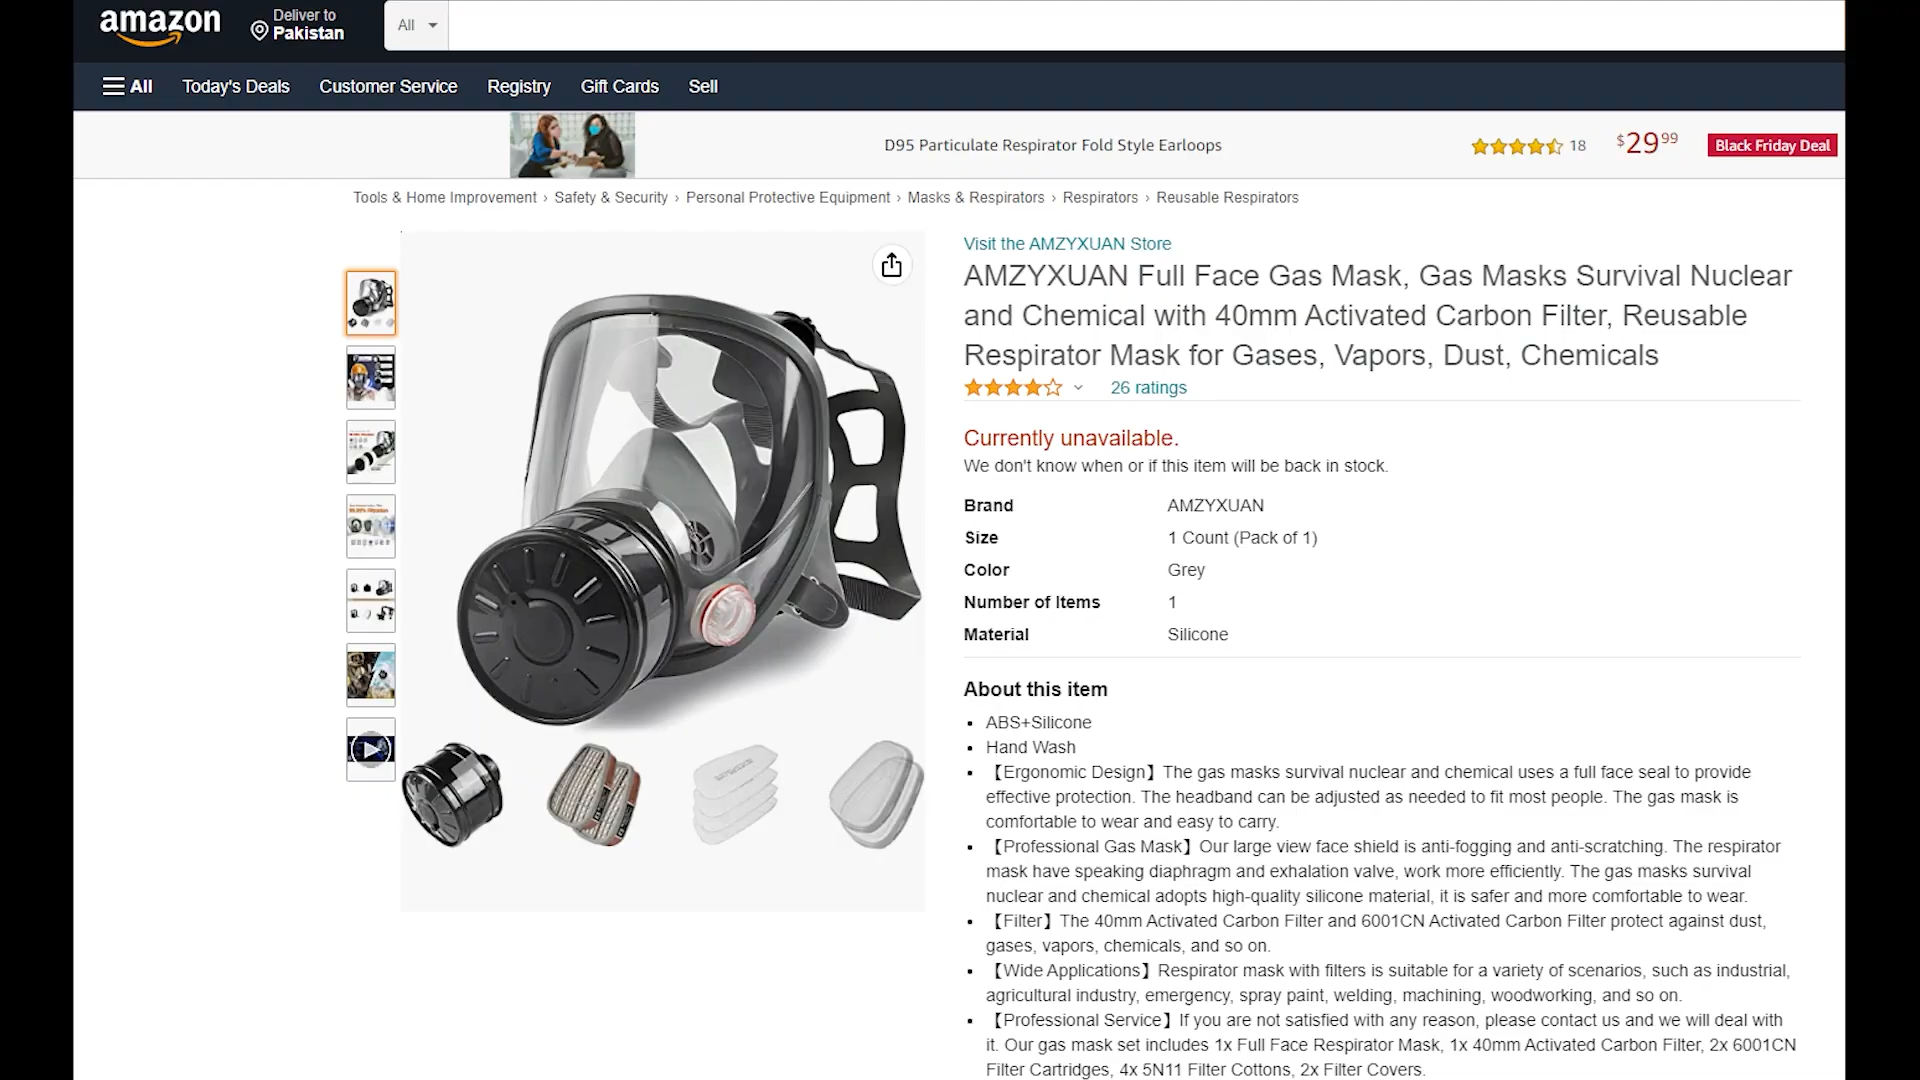 amazon
Deliver to
Pakistan
All
All
Today's Deals
Customer Service
Registry
Gift Cards
Sell
D95 Particulate Respirator Fold Style Earloops
18
$29 99
Black Friday Deal
Tools & Home Improvement › Safety & Security › Personal Protective Equipment › Masks & Respirators › Respirators › Reusable Respirators
Visit the AMZYXUAN Store
AMZYXUAN Full Face Gas Mask, Gas Masks Survival Nuclear
and Chemical with 40mm Activated Carbon Filter, Reusable
Respirator Mask for Gases, Vapors, Dust, Chemicals
26 ratings
Currently unavailable.
We don't know when or if this item will be back in stock.
Brand AMZYXUAN
Size 1 Count (Pack of 1)
Color Grey
Number of Items 1
Material Silicone
About this item
• ABS+Silicone
• Hand Wash
• 【Ergonomic Design】The gas masks survival nuclear and chemical uses a full face seal to provide
effective protection. The headband can be adjusted as needed to fit most people. The gas mask is
comfortable to wear and easy to carry.
• 【Professional Gas Mask】Our large view face shield is anti-fogging and anti-scratching. The respirator
mask have speaking diaphragm and exhalation valve, work more efficiently. The gas masks survival
nuclear and chemical adopts high-quality silicone material, it is safer and more comfortable to wear.
• 【Filter】The 40mm Activated Carbon Filter and 6001CN Activated Carbon Filter protect against dust,
gases, vapors, chemicals, and so on.
• 【Wide Applications】Respirator mask with filters is suitable for a variety of scenarios, such as industrial,
agricultural industry, emergency, spray paint, welding, machining, woodworking, and so on.
• 【Professional Service】If you are not satisfied with any reason, please contact us and we will deal with
it. Our gas mask set includes 1x Full Face Respirator Mask, 1x 40mm Activated Carbon Filter, 2x 6001CN
Filter Cartridges, 4x 5N11 Filter Cottons, 2x Filter Covers.